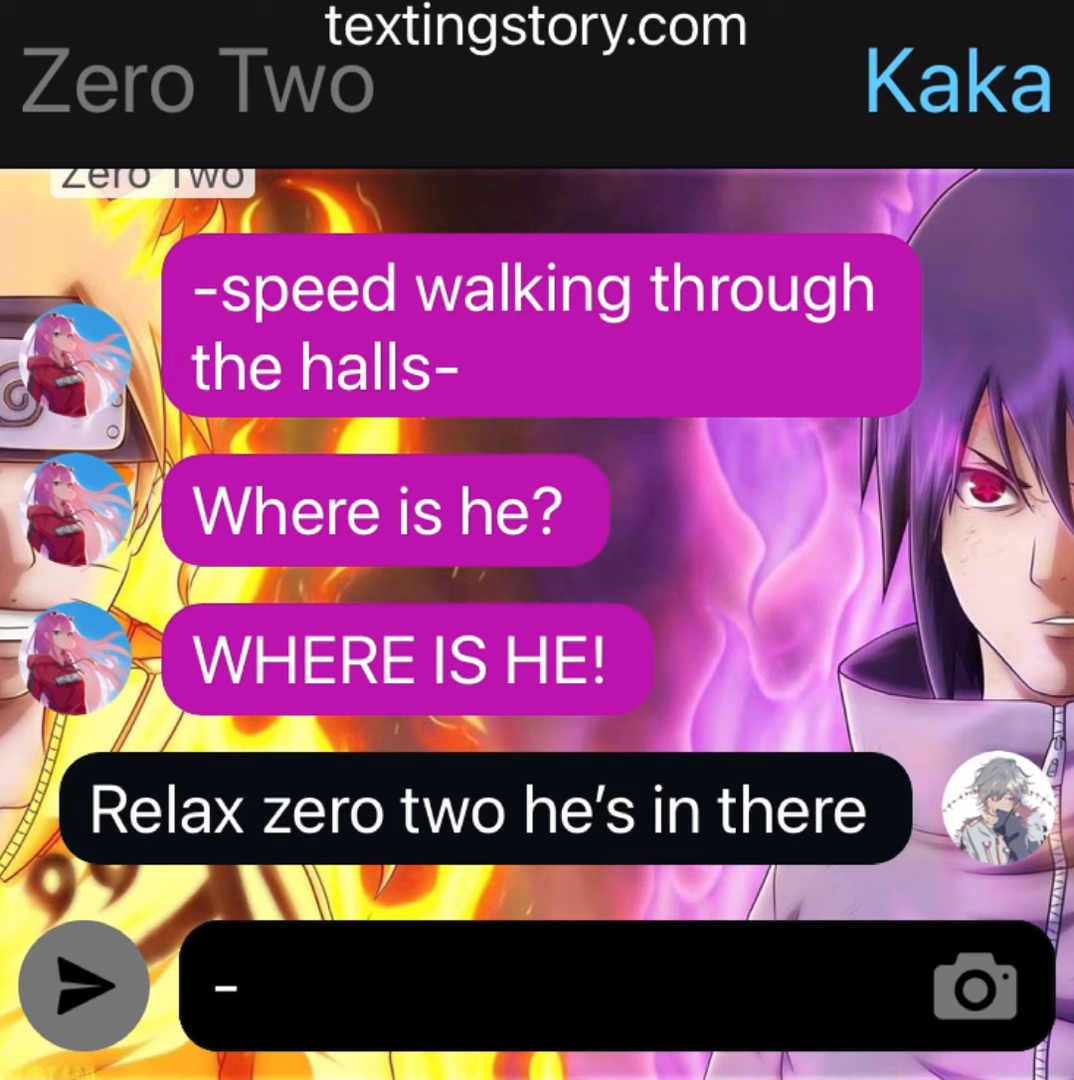 textingstory.com
Zero Two
Kaka
Zero Two
-speed walking through
the halls-
Where is he?
WHERE IS HE!
Relax zero two he's in there
-